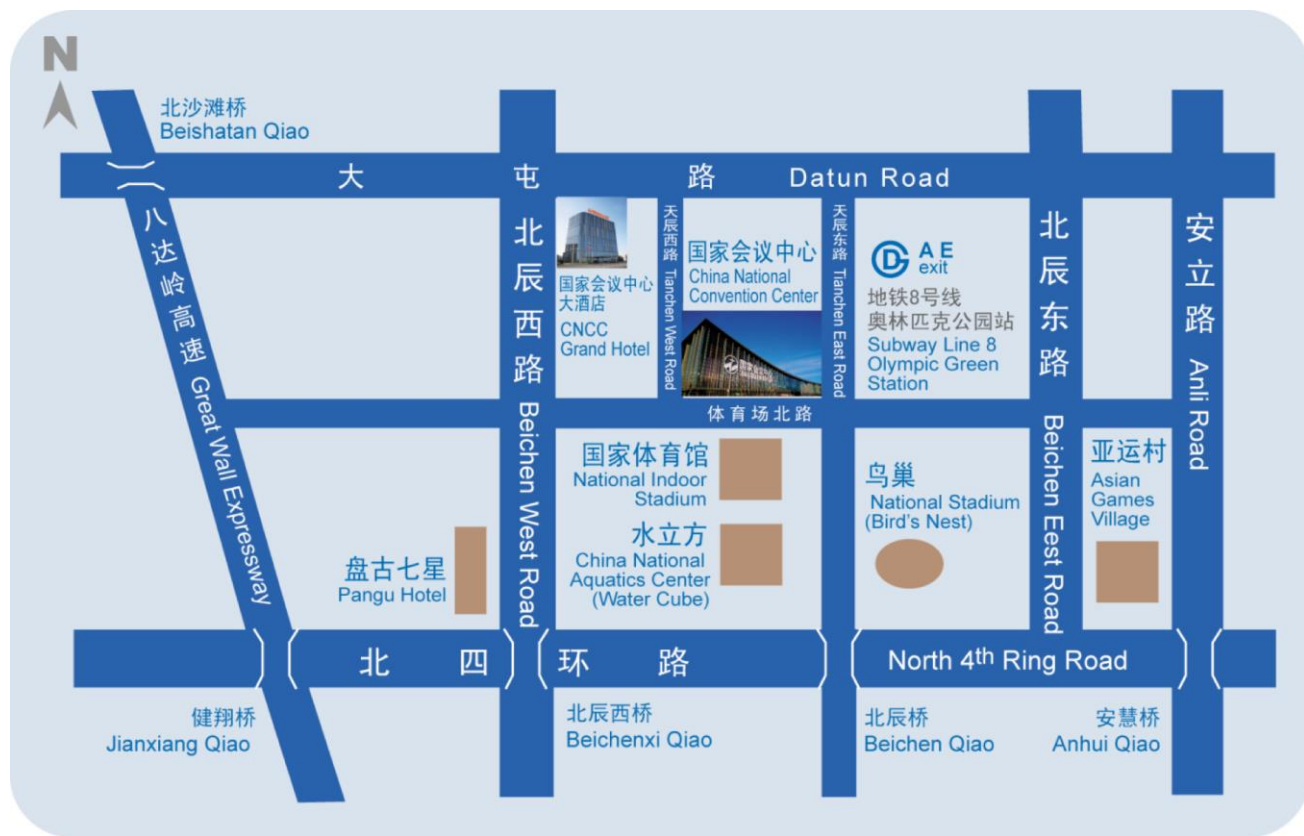 N
北沙滩桥
Beishatan Qiao
大屯路 Datun Road
八达岭高速 Great Wall Expressway
北辰西路 Beichen West Road
国家会议中心
大酒店
CNCC
Grand Hotel
天辰西路 Tianchen West Road
国家会议中心
China National
Convention Center
天辰东路 Tianchen East Road
A E
exit
地铁8号线
奥林匹克公园站
Subway Line 8
Olympic Green
Station
北辰东路 Beichen Eest Road
安立路 Anli Road
体育场北路
国家体育馆
National Indoor
Stadium
水立方
China National
Aquatics Center
(Water Cube)
鸟巢
National Stadium
(Bird's Nest)
亚运村
Asian
Games
Village
盘古七星
Pangu Hotel
北四环路 North 4th Ring Road
健翔桥
Jianxiang Qiao
北辰西桥
Beichenxi Qiao
北辰桥
Beichen Qiao
安慧桥
Anhui Qiao